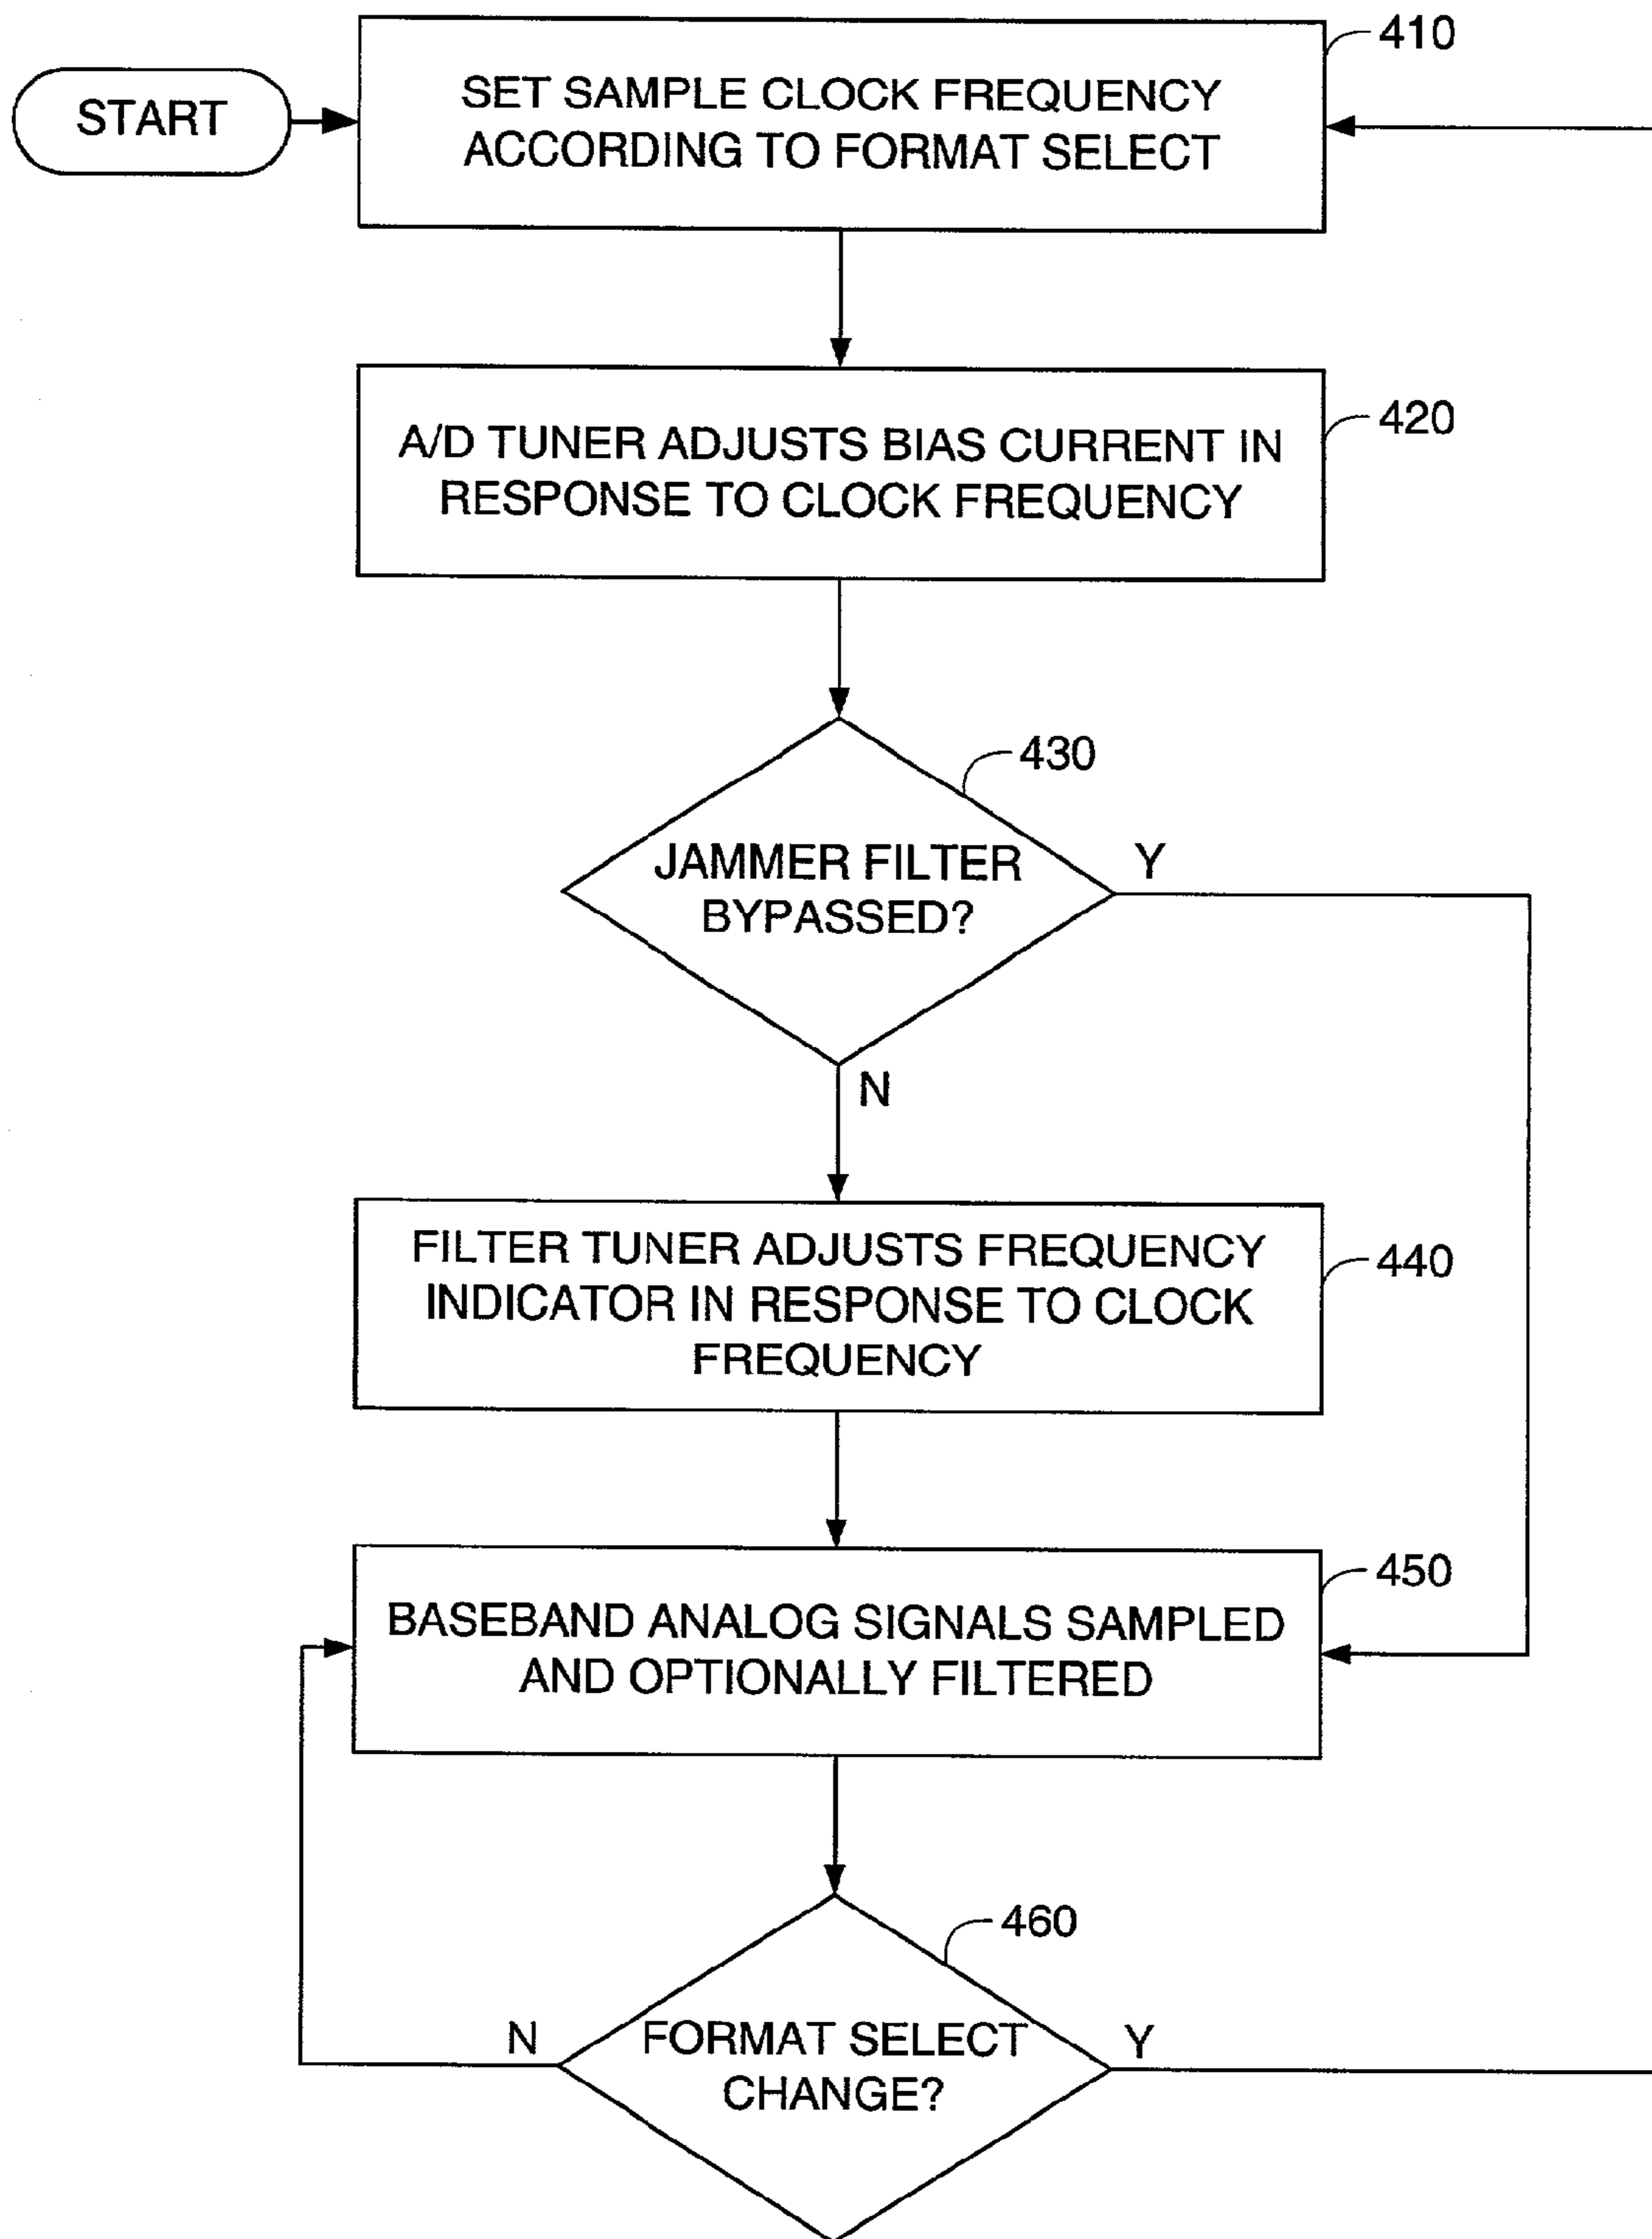 410
START
SET SAMPLE CLOCK FREQUENCY
ACCORDING TO FORMAT SELECT
420
A/D TUNER ADJUSTS BIAS CURRENT IN
RESPONSE TO CLOCK FREQUENCY
430
JAMMER FILTER
BYPASSED?
Y
N
440
FILTER TUNER ADJUSTS FREQUENCY
INDICATOR IN RESPONSE TO CLOCK
FREQUENCY
450
BASEBAND ANALOG SIGNALS SAMPLED
AND OPTIONALLY FILTERED
460
N
FORMAT SELECT
CHANGE?
Y